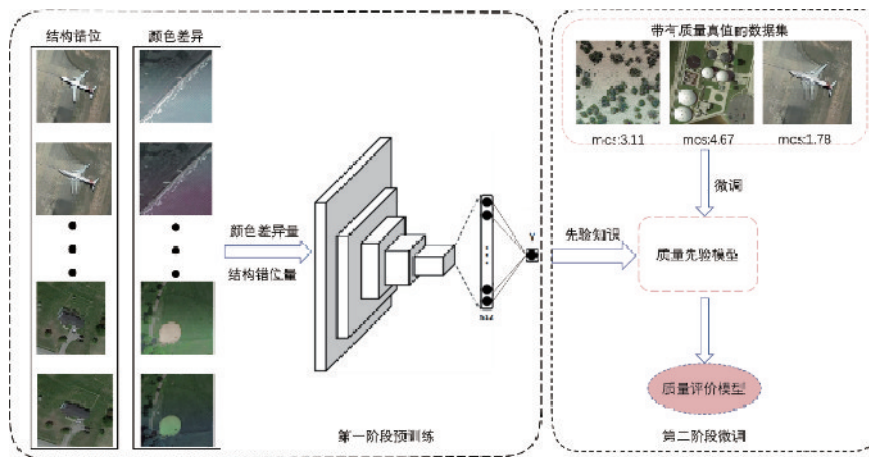 结构错位
颜色差异
颜色差异量
结构错位量
Y
第一阶段预训练
带有质量真值的数据集
mos:3.11
mos:4.67
mos:1.78
微调
先验知识
质量先验模型
质量评价模型
第二阶段微调